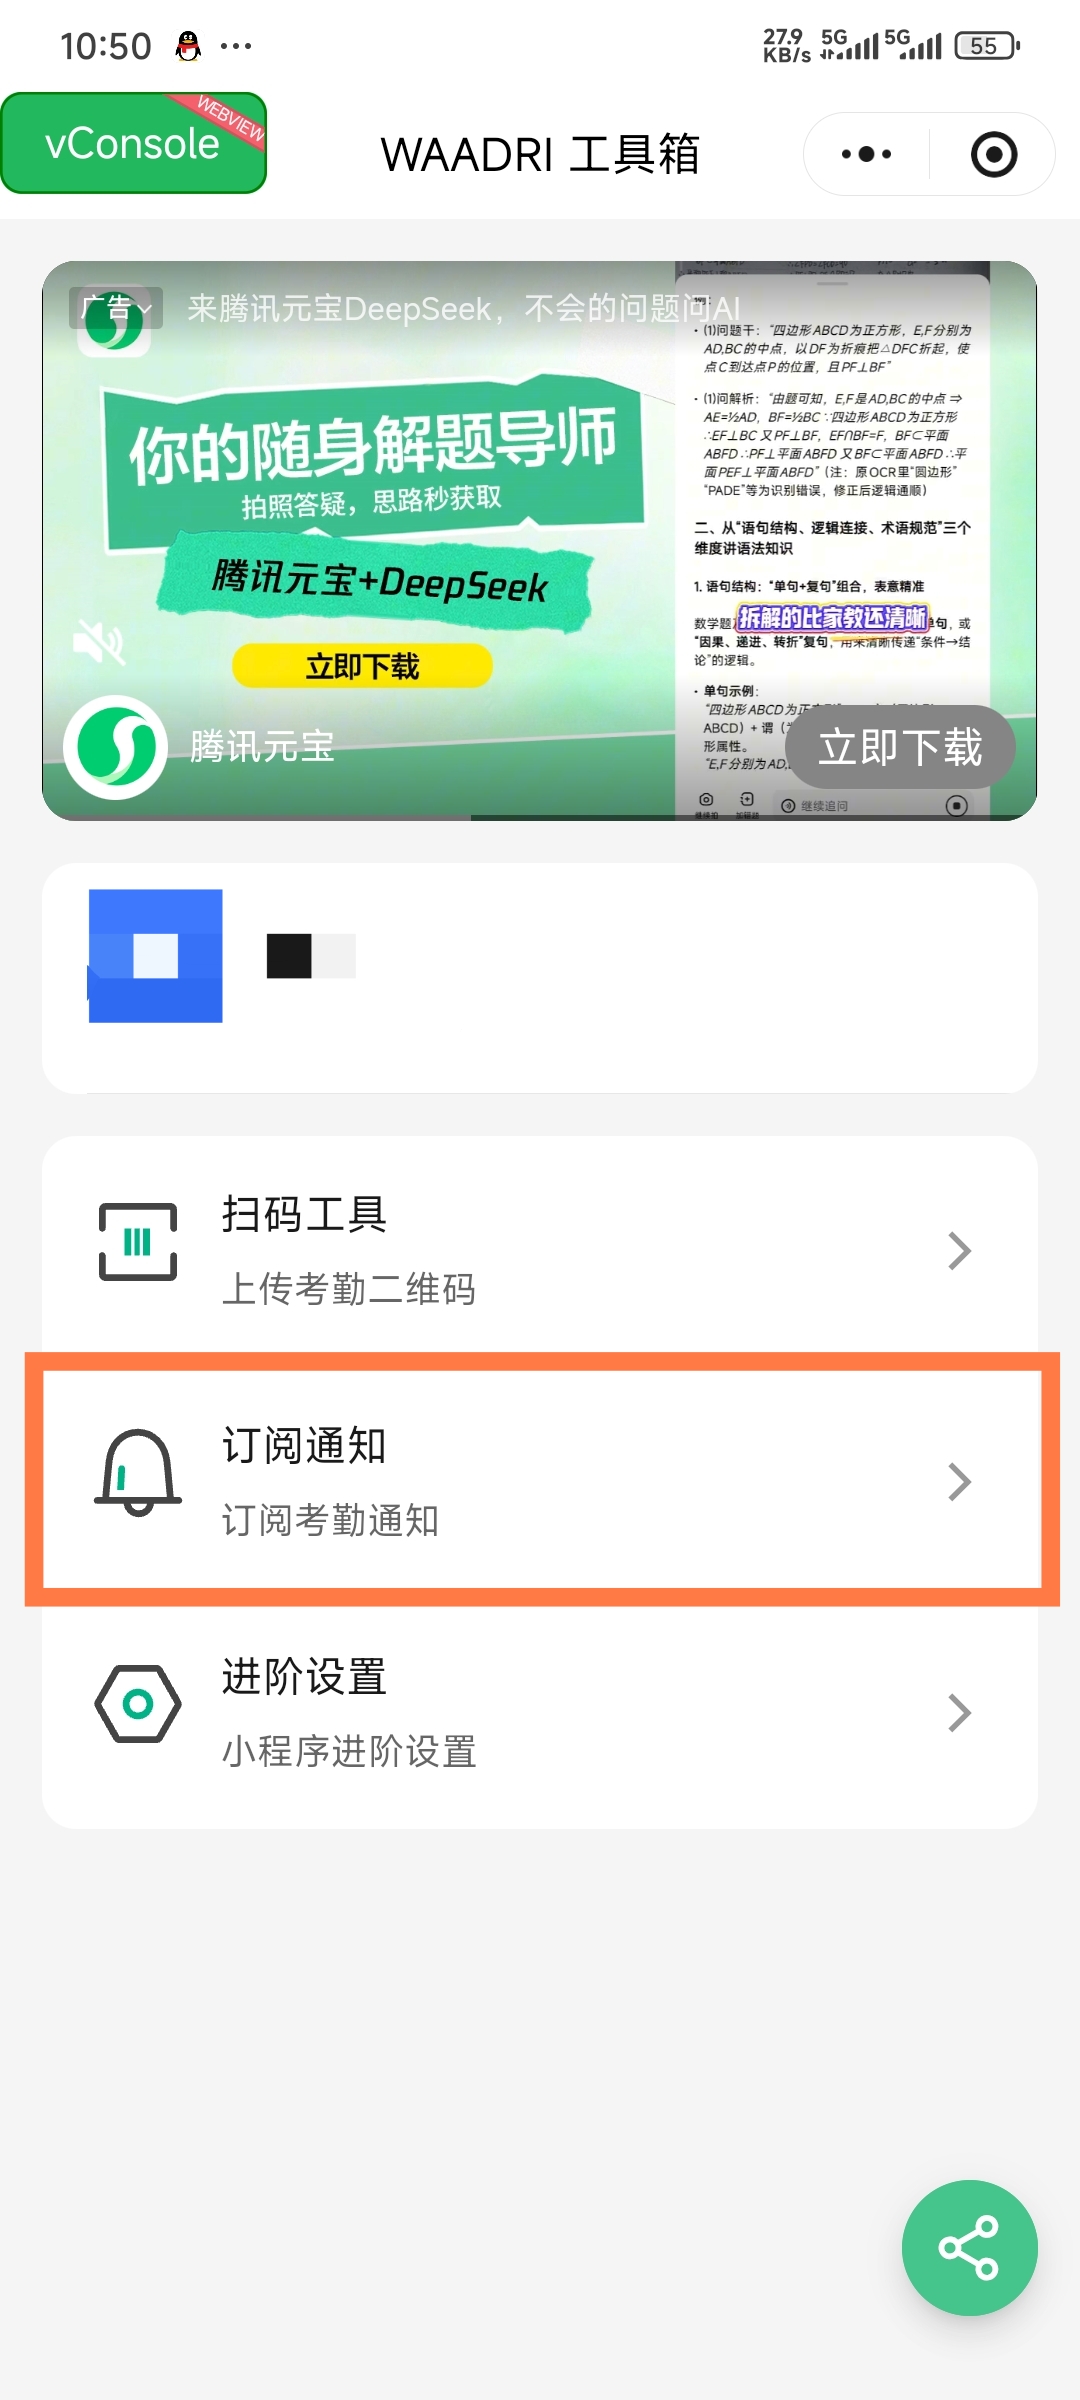 10:50
27.9 KB/s 5G 5G 55
vConsole
WEBVIEW
WAADRI 工具箱
广告
来腾讯元宝DeepSeek，不会的问题问AI
你的随身解题导师
拍照答疑，思路秒获取
腾讯元宝+DeepSeek
立即下载
腾讯元宝
例：
· (1)问题干：“四边形ABCD为正方形，E,F分别为
AD,BC的中点，以DF为折痕把△DFC折起，使
点C到达点P的位置，且PF⊥BF”
· (1)问解析：“由题可知，E,F是AD,BC的中点 ⇒
AE=½AD，BF=½BC ∵四边形ABCD为正方形
∴EF⊥BC 又PF⊥BF，EF∩BF=F，BF⊂平面
ABFD ∴PF⊥平面ABFD 又BF⊂平面ABFD ∴平
面PEF⊥平面ABFD”（注：原OCR里“圆边形”
“PADE”等为识别错误，修正后逻辑通顺）
二、从“语句结构、逻辑连接、术语规范”三个
维度讲语法知识
1. 语句结构：“单句+复句”组合，表意精准
数学题
拆解的比家教还清晰
单句，或
“因果、递进、转折”复句，用来清晰传递“条件→结
论”的逻辑。
· 单句示例：
“四边形ABCD为正
ABCD）+ 谓
形属性。
“E,F分别为AD,
立即下载
继续追问
扫码工具
上传考勤二维码
订阅通知
订阅考勤通知
进阶设置
小程序进阶设置